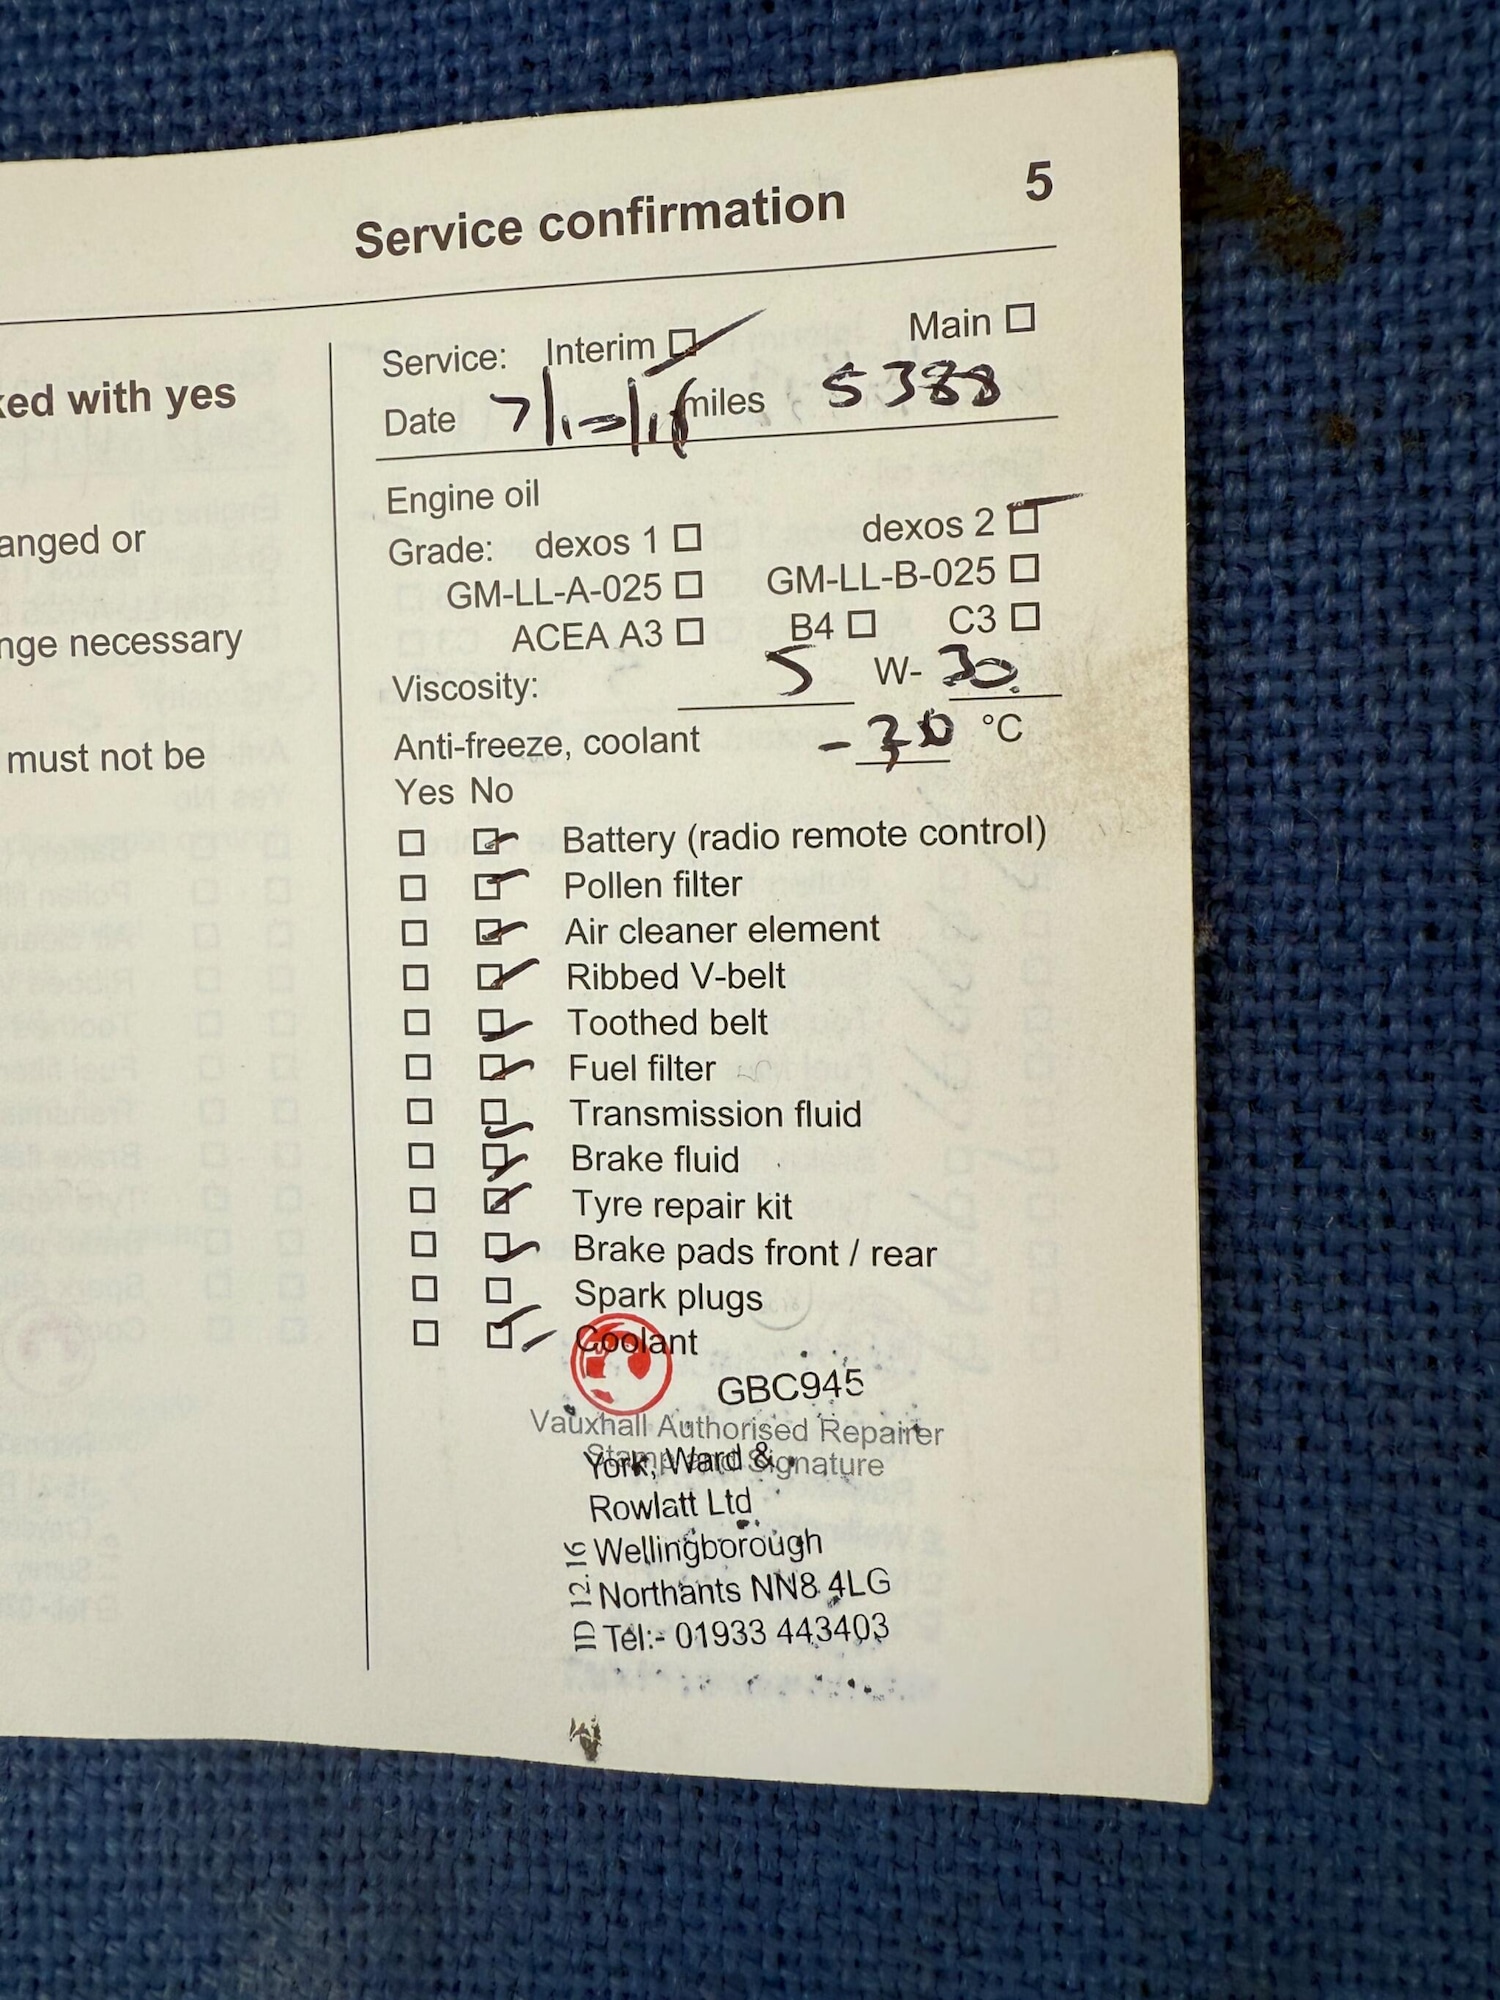 Service confirmation 5
ked with yes
anged or
nge necessary
must not be
Service: Interim Main
Date 7/10/1 miles 5388
Engine oil
Grade: dexos 1 dexos 2
GM-LL-A-025 GM-LL-B-025
ACEA A3 B4 C3
Viscosity: 5 W- 30
Anti-freeze, coolant - 30 °C
Yes No
Battery (radio remote control)
Pollen filter
Air cleaner element
Ribbed V-belt
Toothed belt
Fuel filter
Transmission fluid
Brake fluid
Tyre repair kit
Brake pads front / rear
Spark plugs
Coolant
GBC945
Vauxhall Authorised Repairer
Stamp and Signature
York, Ward &
Rowlatt Ltd
Wellingborough
Northants NN8 4LG
Tel:- 01933 443403
ID 12.16